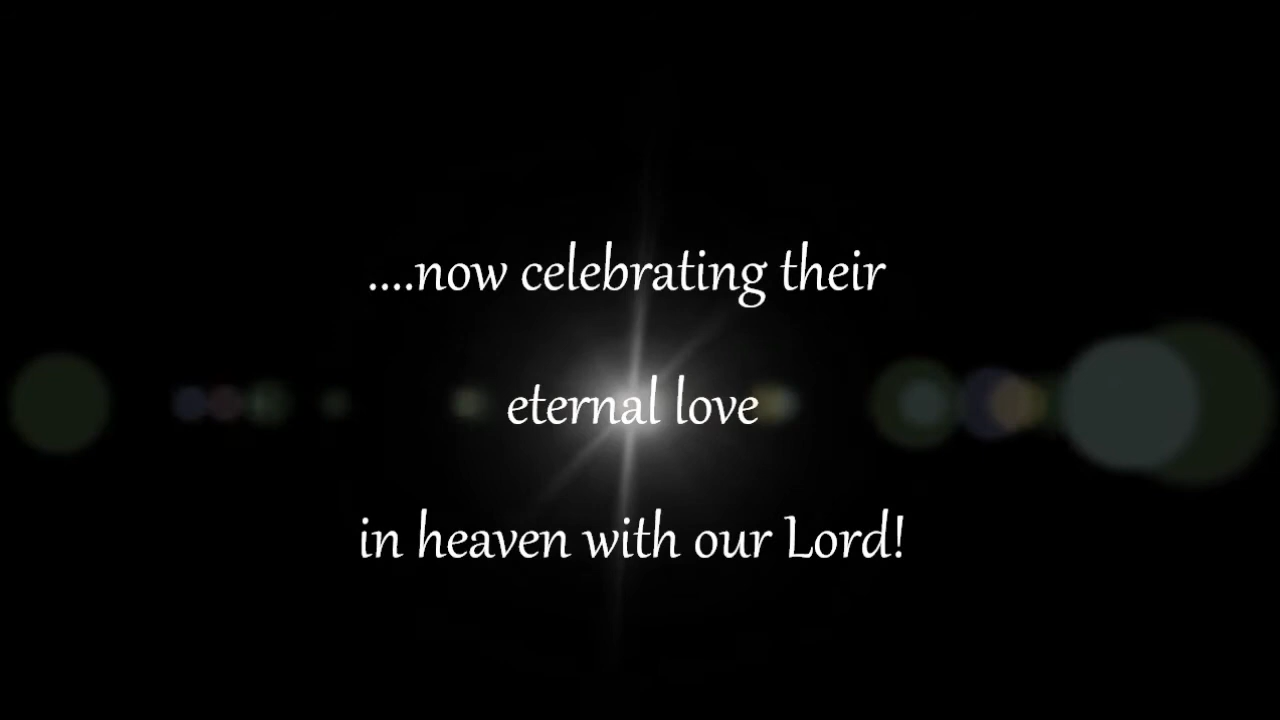 ....now celebrating their
eternal love
in heaven with our Lord!